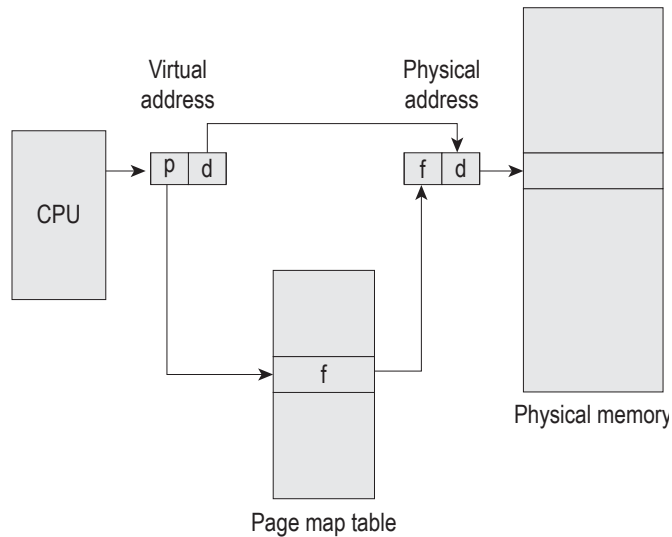 Virtual
address
Physical
address
p d
f d
CPU
f
Physical memory
Page map table